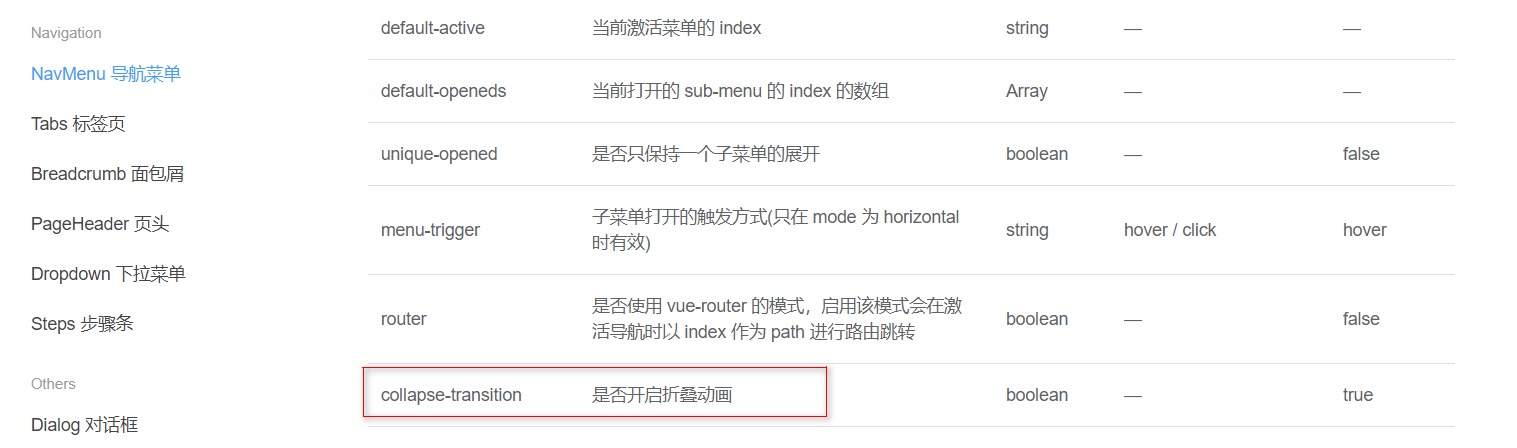 Navigation
NavMenu 导航菜单
Tabs 标签页
Breadcrumb 面包屑
PageHeader 页头
Dropdown 下拉菜单
Steps 步骤条
Others
Dialog 对话框
default-active 当前激活菜单的 index string — —
default-openeds 当前打开的 sub-menu 的 index 的数组 Array — —
unique-opened 是否只保持一个子菜单的展开 boolean — false
menu-trigger 子菜单打开的触发方式(只在 mode 为 horizontal
时有效) string hover / click hover
router 是否使用 vue-router 的模式，启用该模式会在激
活导航时以 index 作为 path 进行路由跳转 boolean — false
collapse-transition 是否开启折叠动画 boolean — true